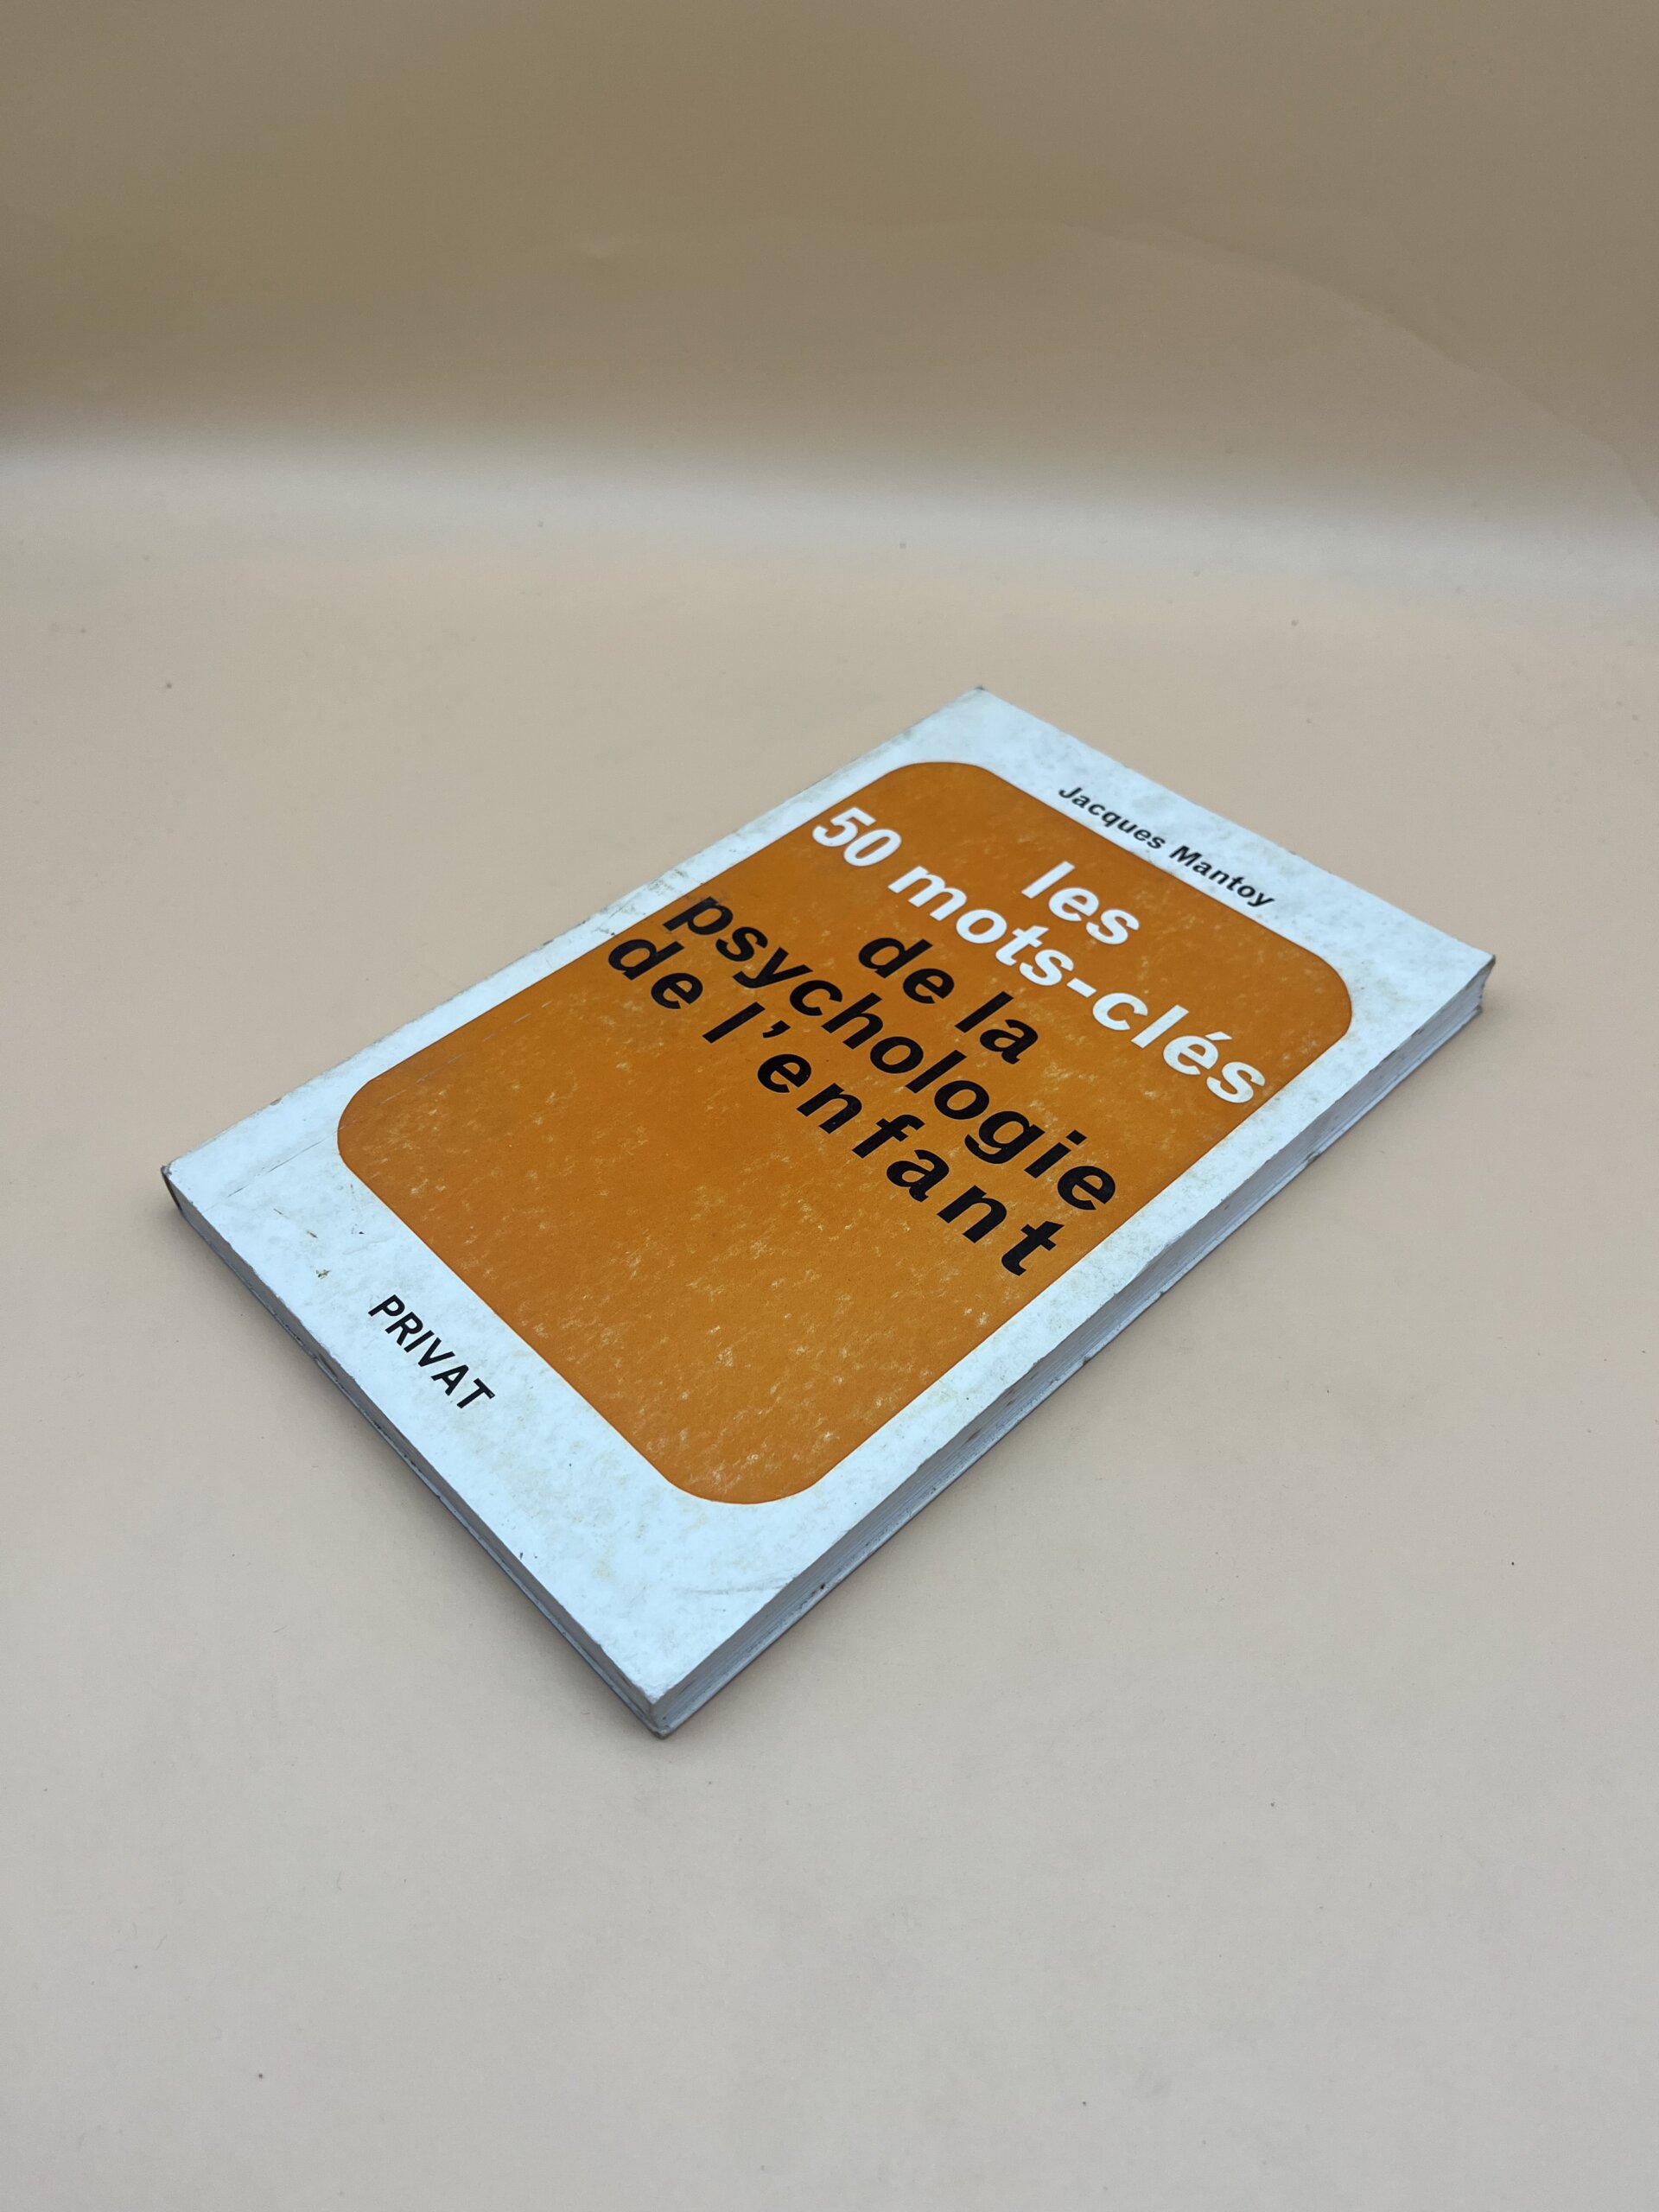 Jacques Mantoy
les
50 mots-clés
de la
psychologie
de l'enfant
PRIVAT